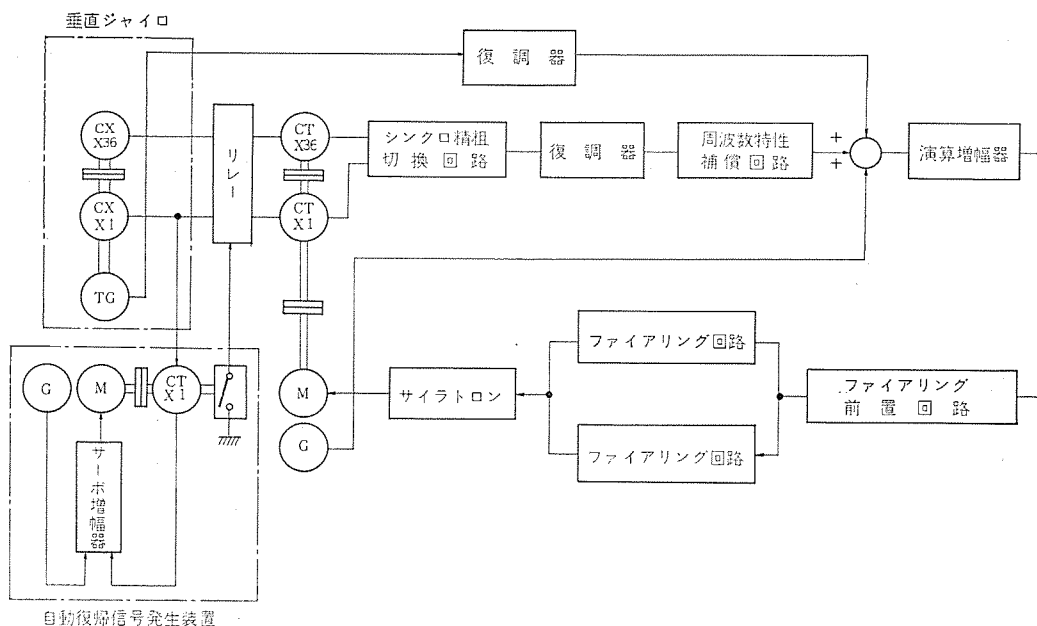 垂直ジャイロ
復調器
CX
X36
リレー
CT
X36
シンクロ精粗
切換回路
復調器
周波数特性
補償回路
+
+
演算増幅器
CX
X1
CT
X1
TG
ファイアリング回路
G
M
CT
X1
M
サイラトロン
ファイアリング
前置回路
G
ファイアリング回路
サーボ増幅器
自動復帰信号発生装置